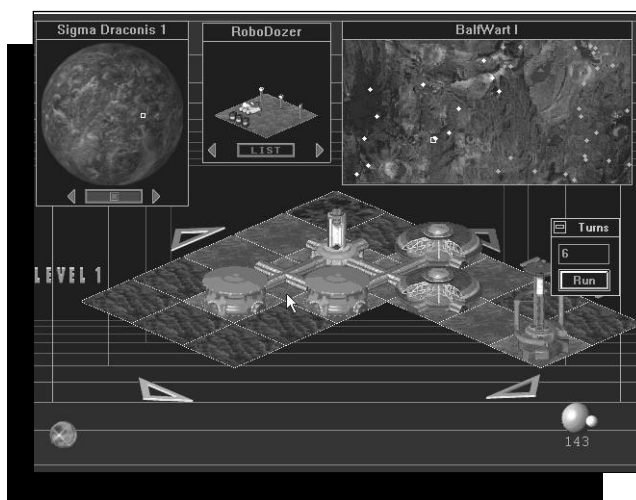 Sigma Draconis 1
RoboDozer
BalfWart I
LIST
LEVEL 1
Turns
6
Run
143